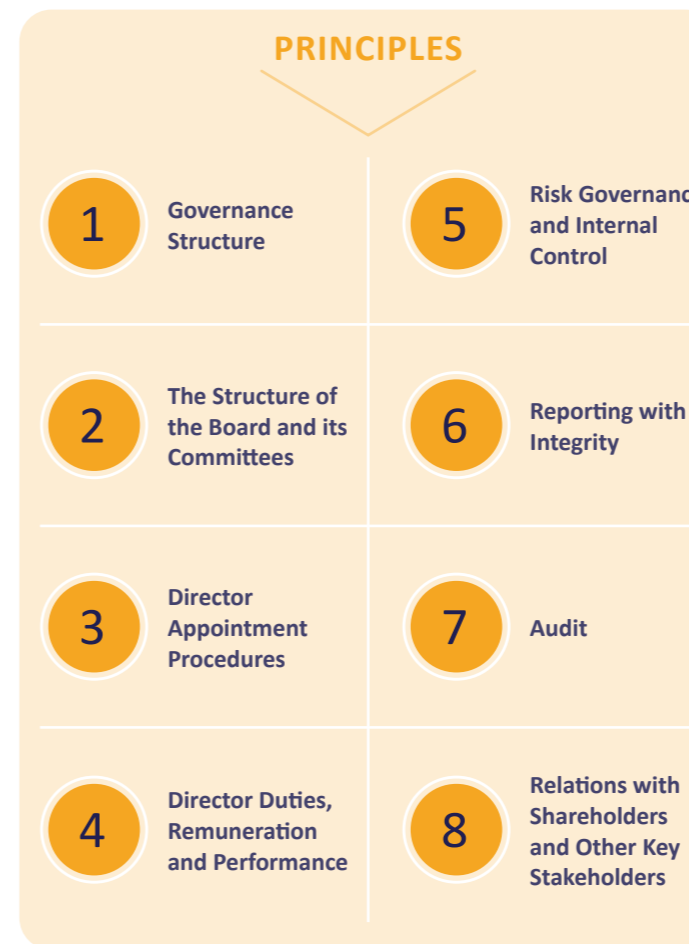 PRINCIPLES
1
Governance
Structure
2
The Structure of
the Board and its
Committees
3
Director
Appointment
Procedures
4
Director Duties,
Remuneration
and Performance
5
Risk Governanc
and Internal
Control
6
Reporting with
Integrity
7
Audit
8
Relations with
Shareholders
and Other Key
Stakeholders